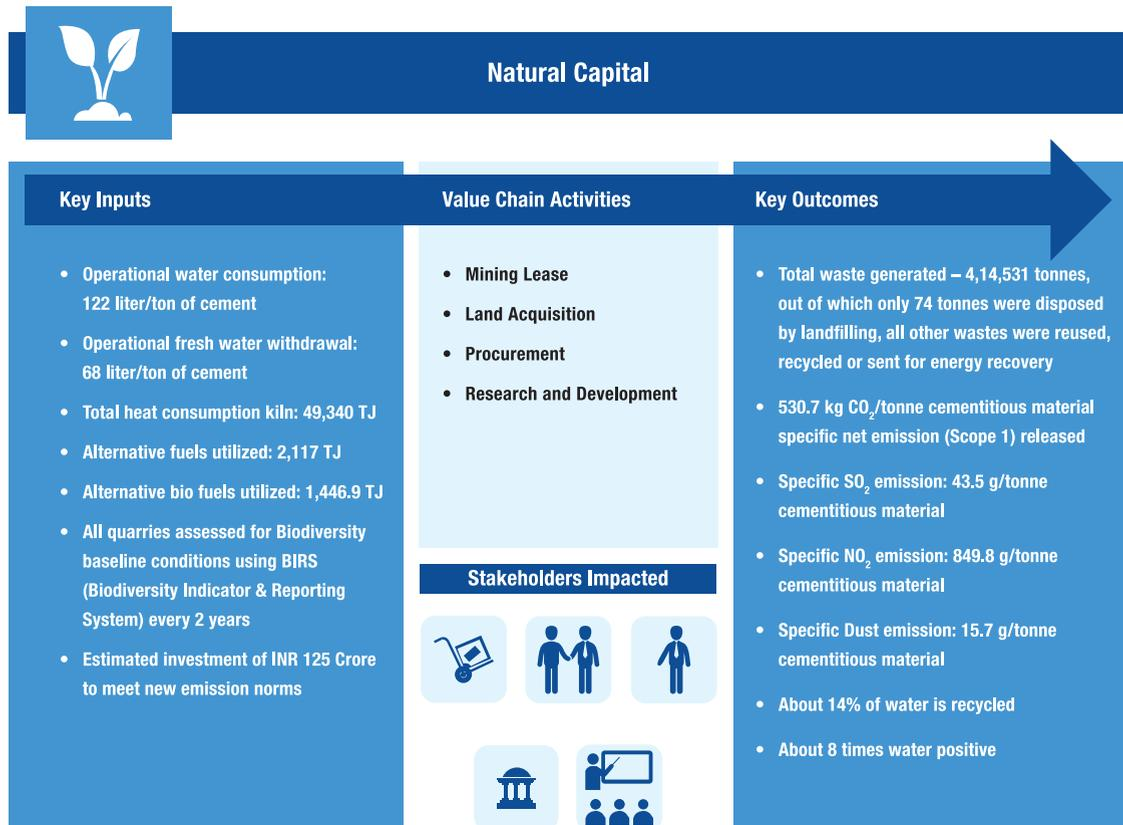 Natural Capital
Key Inputs
• Operational water consumption:
122 liter/ton of cement
• Operational fresh water withdrawal:
68 liter/ton of cement
• Total heat consumption kiln: 49,340 TJ
• Alternative fuels utilized: 2,117 TJ
• Alternative bio fuels utilized: 1,446.9 TJ
• All quarries assessed for Biodiversity
baseline conditions using BIRS
(Biodiversity Indicator & Reporting
System) every 2 years
• Estimated investment of INR 125 Crore
to meet new emission norms
Value Chain Activities
• Mining Lease
• Land Acquisition
• Procurement
• Research and Development
Stakeholders Impacted
Key Outcomes
• Total waste generated – 4,14,531 tonnes,
out of which only 74 tonnes were disposed
by landfilling, all other wastes were reused,
recycled or sent for energy recovery
• 530.7 kg CO₂/tonne cementitious material
specific net emission (Scope 1) released
• Specific SO₂ emission: 43.5 g/tonne
cementitious material
• Specific NO₂ emission: 849.8 g/tonne
cementitious material
• Specific Dust emission: 15.7 g/tonne
cementitious material
• About 14% of water is recycled
• About 8 times water positive